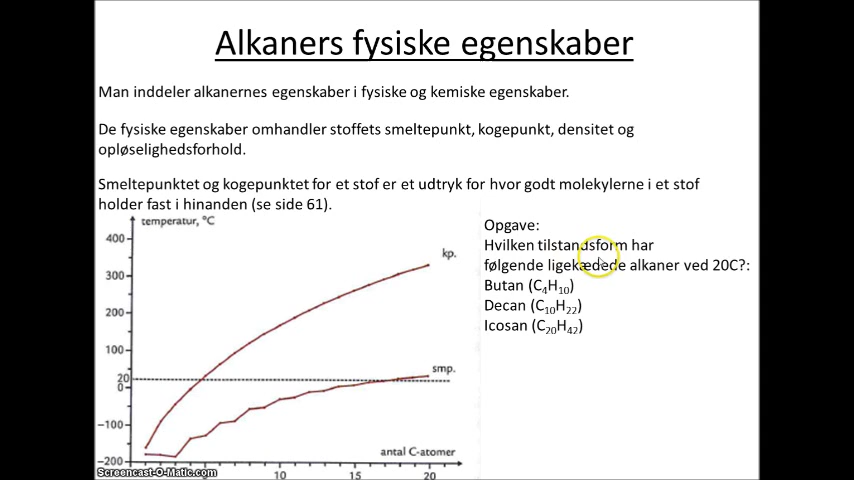 Alkaners fysiske egenskaber
Man inddeler alkanernes egenskaber i fysiske og kemiske egenskaber.
De fysiske egenskaber omhandler stoffets smeltepunkt, kogepunkt, densitet og
opløselighedsforhold.
Smeltepunktet og kogepunktet for et stof er et udtryk for hvor godt molekylerne i et stof
holder fast i hinanden (se side 61).
temperatur, °C
400
300
200
100
20
0
-100
-200
kp.
smp.
antal C-atomer
5
10
15
20
Opgave:
Hvilken tilstandsform har
følgende ligekædede alkaner ved 20C?:
Butan (C₄H₁₀)
Decan (C₁₀H₂₂)
Icosan (C₂₀H₄₂)
Screencast-O-Matic.com